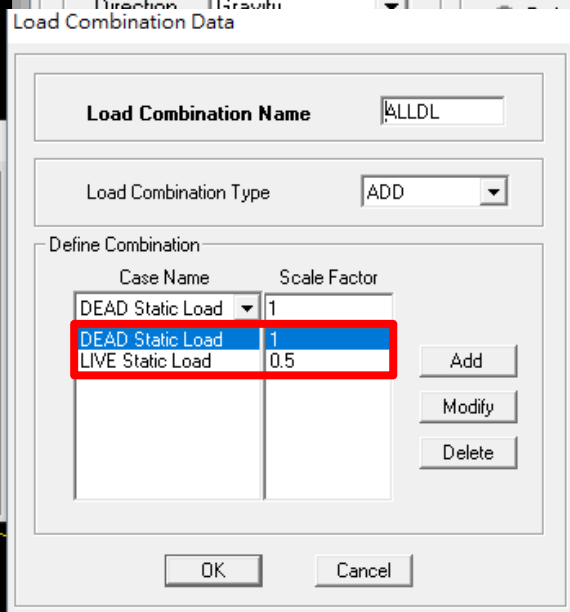 Direction Gravity
Load Combination Data
Load Combination Name ALLDL
Load Combination Type ADD
Define Combination
Case Name Scale Factor
DEAD Static Load 1
DEAD Static Load 1
LIVE Static Load 0.5
Add
Modify
Delete
OK Cancel